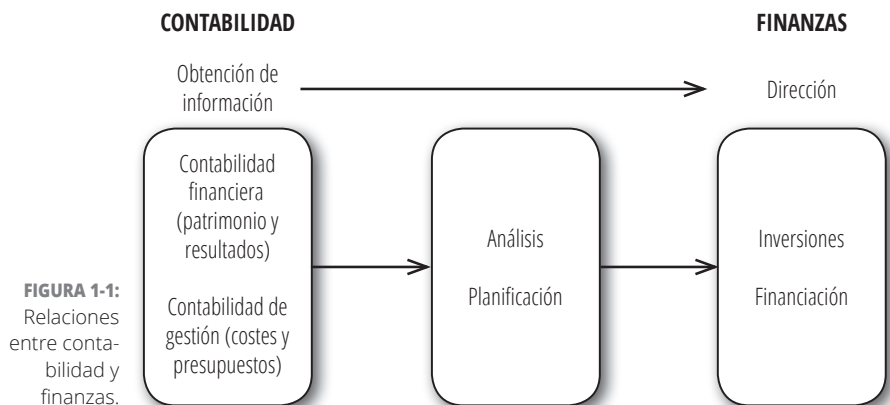 CONTABILIDAD
FINANZAS
Obtención de
información
Dirección
Contabilidad
financiera
(patrimonio y
resultados)
Contabilidad de
gestión (costes y
presupuestos)
Análisis
Planificación
Inversiones
Financiación
FIGURA 1-1:
Relaciones
entre conta-
bilidad y
finanzas.